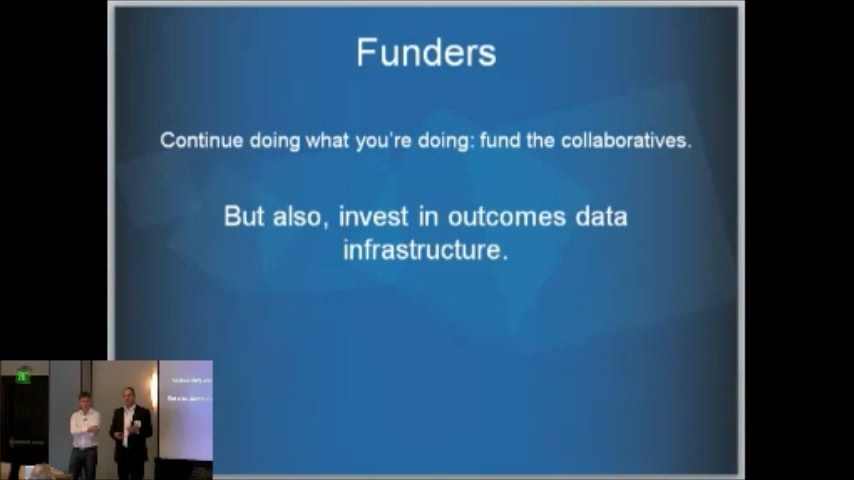 Funders
Continue doing what you're doing: fund the collaboratives.
But also, invest in outcomes data
infrastructure.